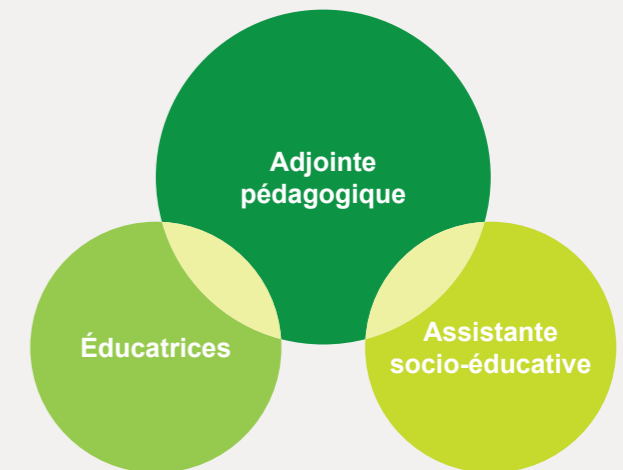 Adjointe
pédagogique
Éducatrices
Assistante
socio-éducative